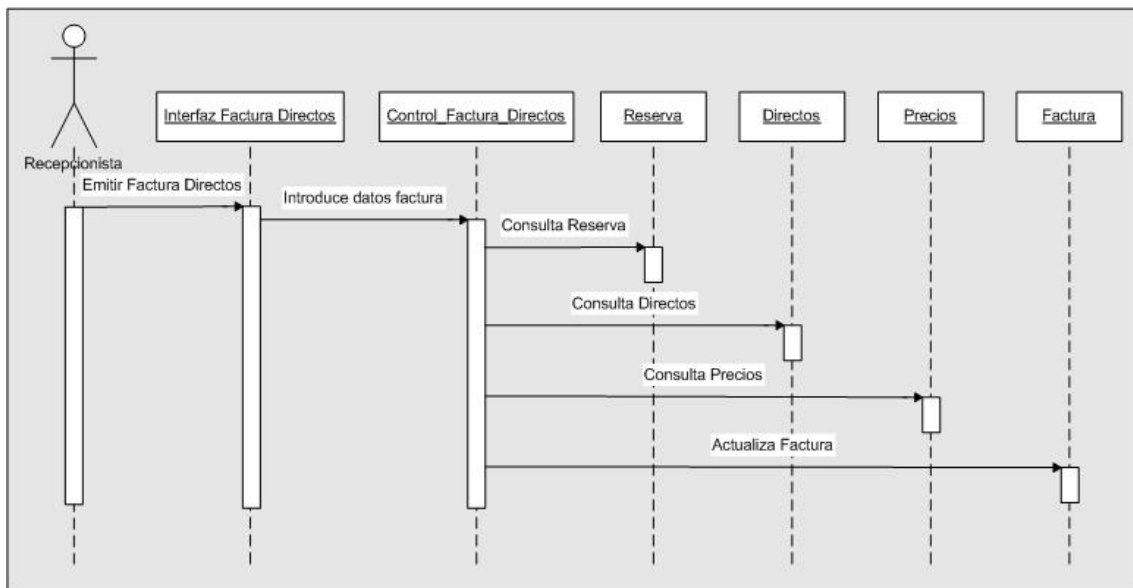 Interfaz Factura Directos
Control_Factura_Directos
Reserva
Directos
Precios
Factura
Recepcionista
Emitir Factura Directos
Introduce datos factura
Consulta Reserva
Consulta Directos
Consulta Precios
Actualiza Factura